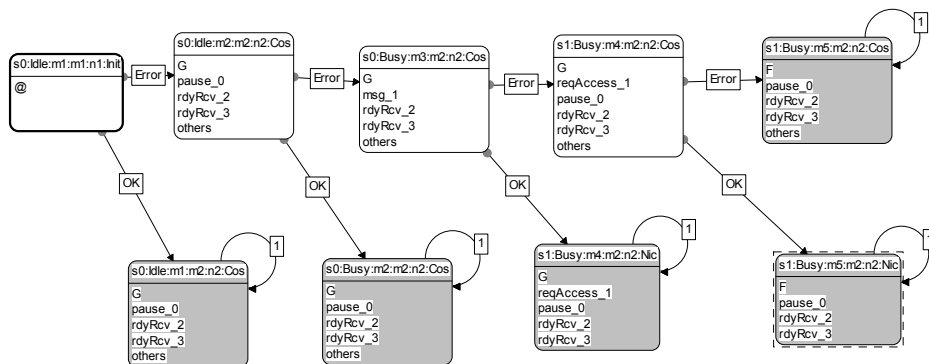 s0:Idle:m1:m1:n1:Init
@
Error
s0:Idle:m2:m2:n2:Cos
G
pause_0
rdyRcv_2
rdyRcv_3
others
Error
s0:Busy:m3:m2:n2:Cos
G
msg_1
rdyRcv_2
rdyRcv_3
others
Error
s1:Busy:m4:m2:n2:Cos
G
reqAccess_1
pause_0
rdyRcv_2
rdyRcv_3
others
Error
s1:Busy:m5:m2:n2:Cos
F
pause_0
rdyRcv_2
rdyRcv_3
others
1
OK
OK
OK
OK
s0:Idle:m1:m2:n2:Cos
G
pause_0
rdyRcv_2
rdyRcv_3
others
1
s0:Busy:m2:m2:n2:Cos
G
pause_0
rdyRcv_2
rdyRcv_3
others
1
s1:Busy:m4:m2:n2:Nic
G
reqAccess_1
pause_0
rdyRcv_2
rdyRcv_3
1
s1:Busy:m5:m2:n2:Nic
F
pause_0
rdyRcv_2
rdyRcv_3